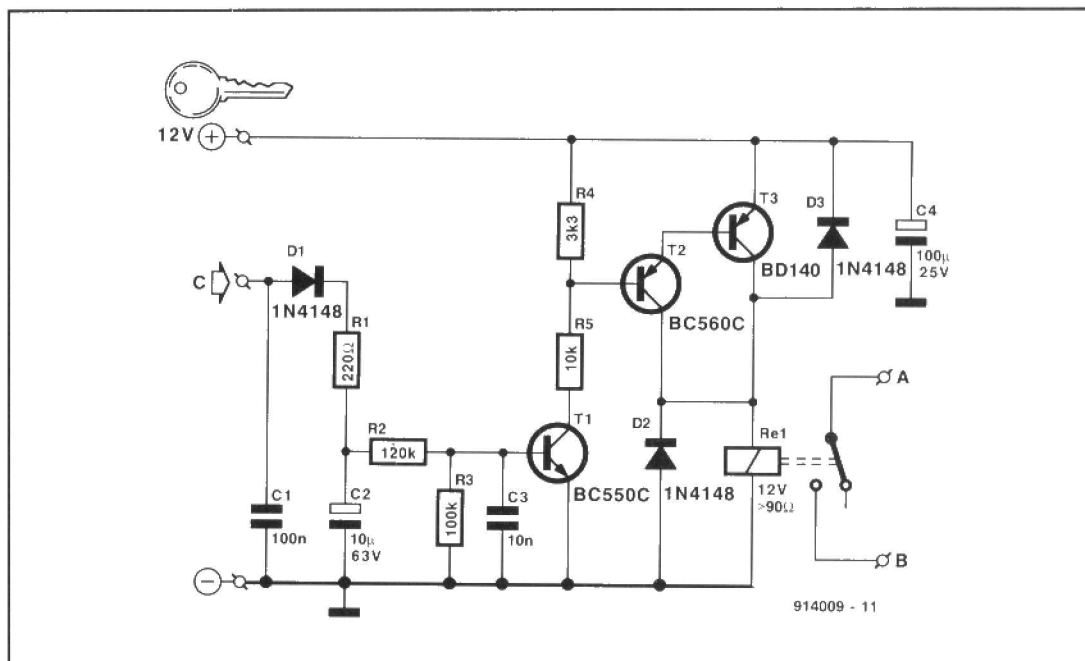 12V +
R4
3k3
T3
D3
C4
100µ
25V
BD140
1N4148
T2
BC560C
C
D1
1N4148
R1
220Ω
R5
10k
R2
120k
T1
BC550C
D2
1N4148
Re1
12V
>90Ω
A
B
R3
100k
C3
10n
C1
100n
C2
10µ
63V
−
914009 - 11